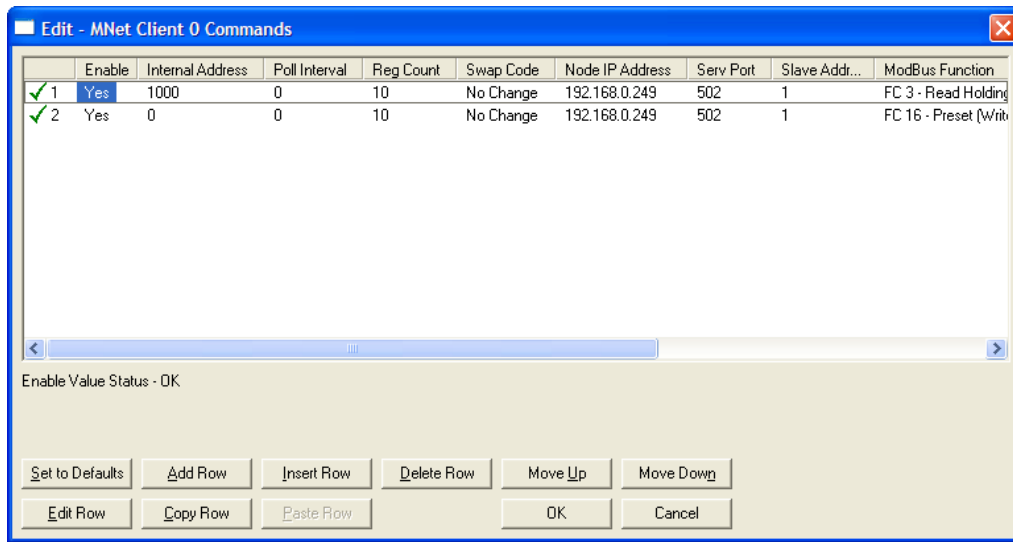 Edit - MNet Client 0 Commands
Enable Internal Address Poll Interval Reg Count Swap Code Node IP Address Serv Port Slave Addr... ModBus Function
1 Yes 1000 0 10 No Change 192.168.0.249 502 1 FC 3 - Read Holding
2 Yes 0 0 10 No Change 192.168.0.249 502 1 FC 16 - Preset (Writ
Enable Value Status - OK
Set to Defaults Add Row Insert Row Delete Row Move Up Move Down
Edit Row Copy Row Paste Row OK Cancel